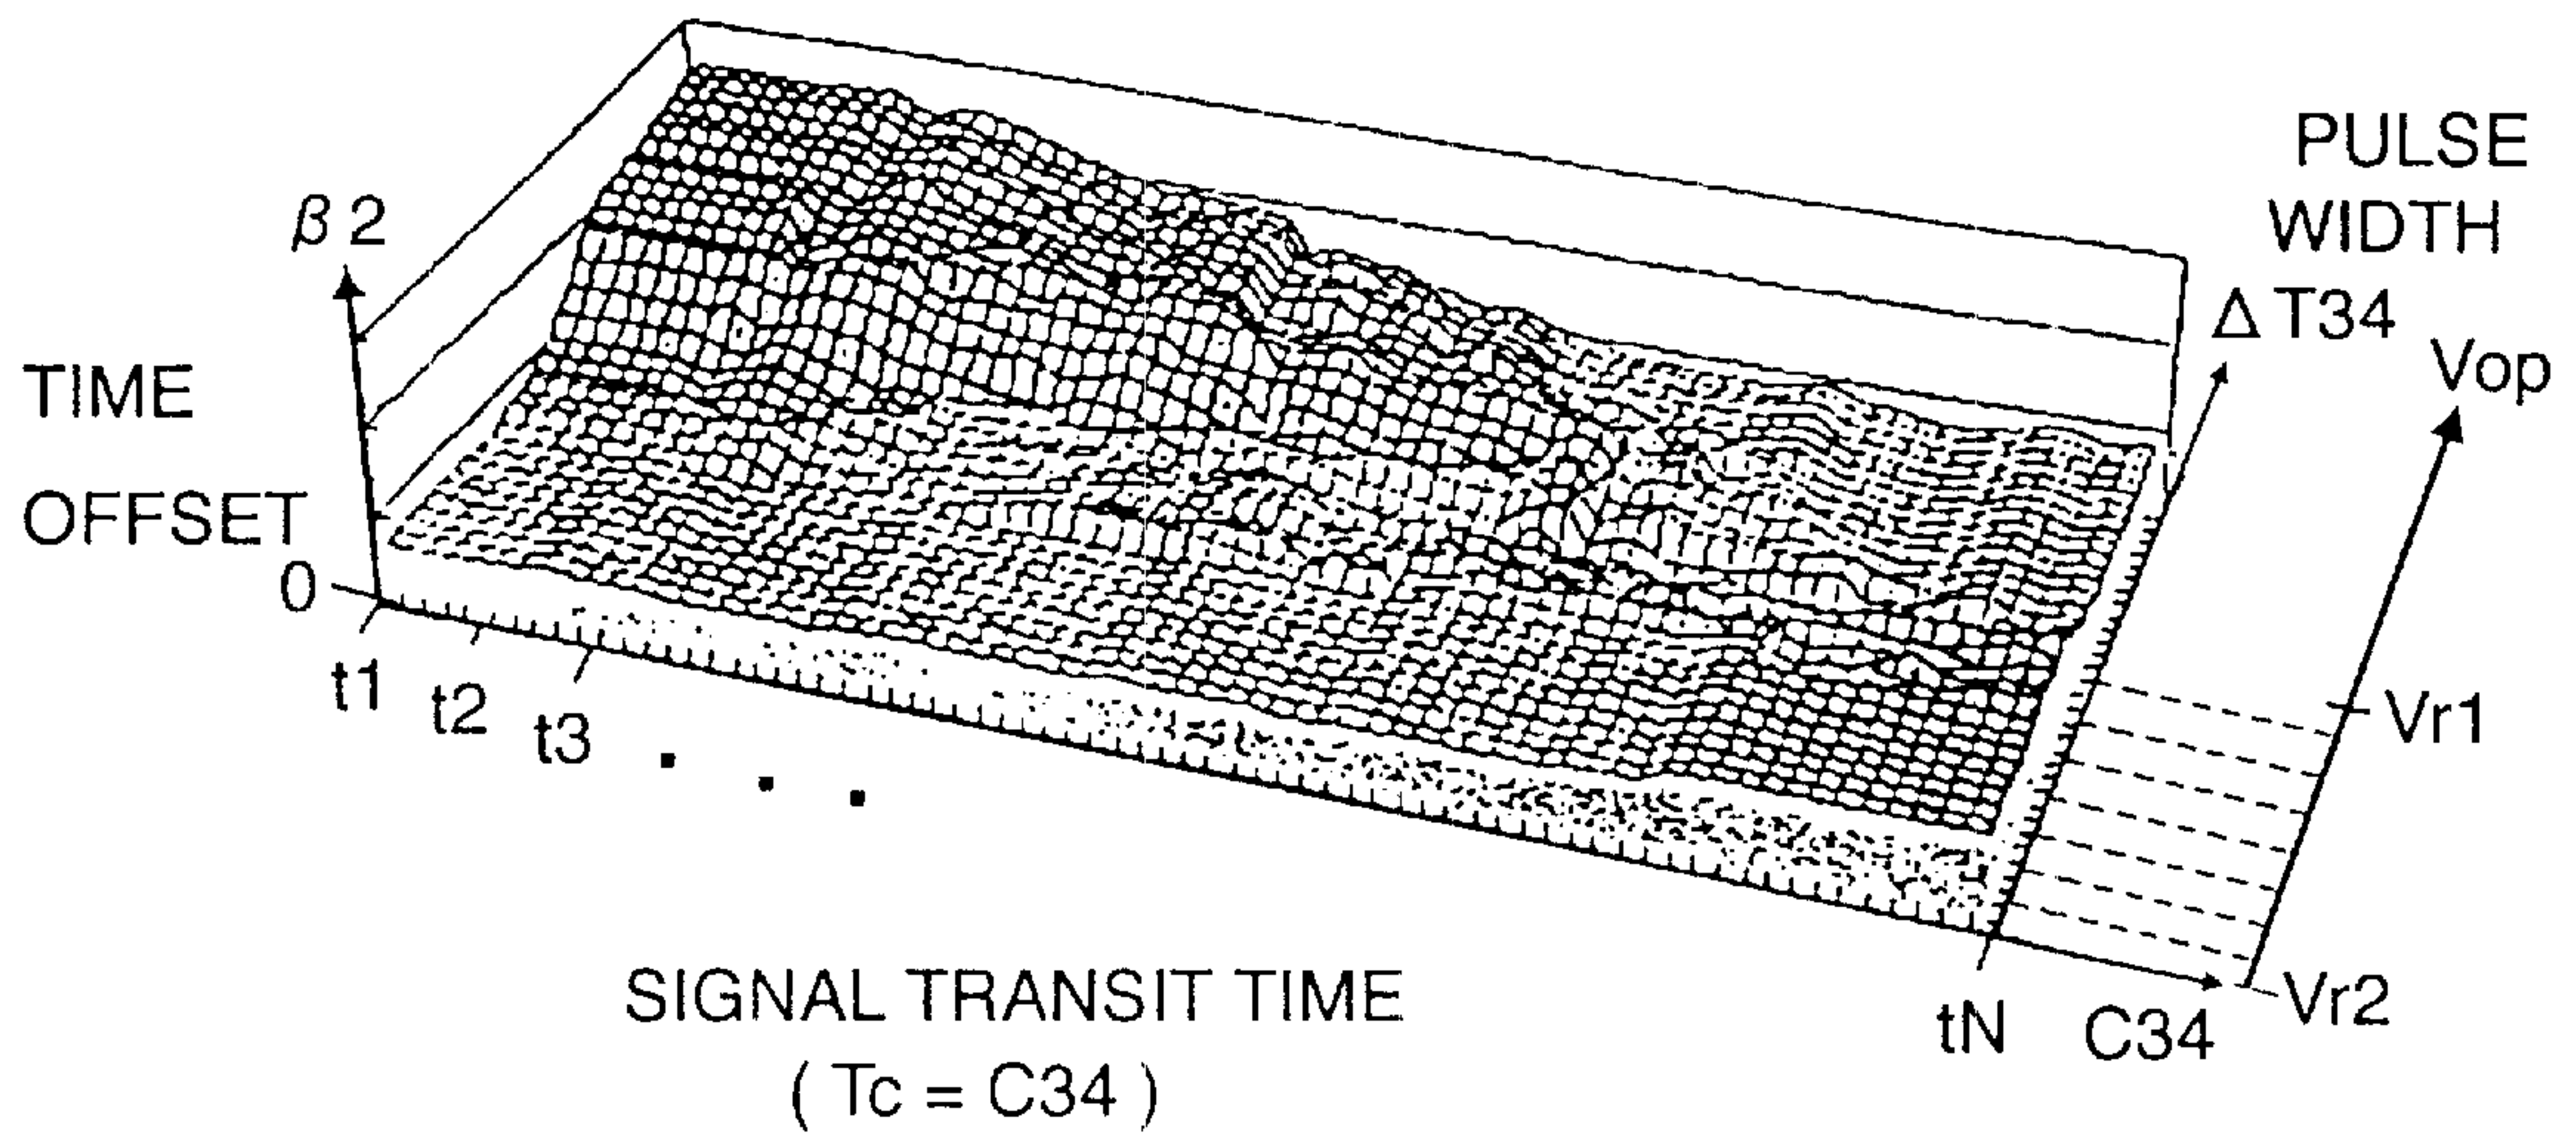 PULSE
WIDTH
Δ T34
Vop
β 2
TIME
OFFSET
0
t1
t2
t3
. . .
Vr1
Vr2
tN
C34
SIGNAL TRANSIT TIME
( Tc = C34 )